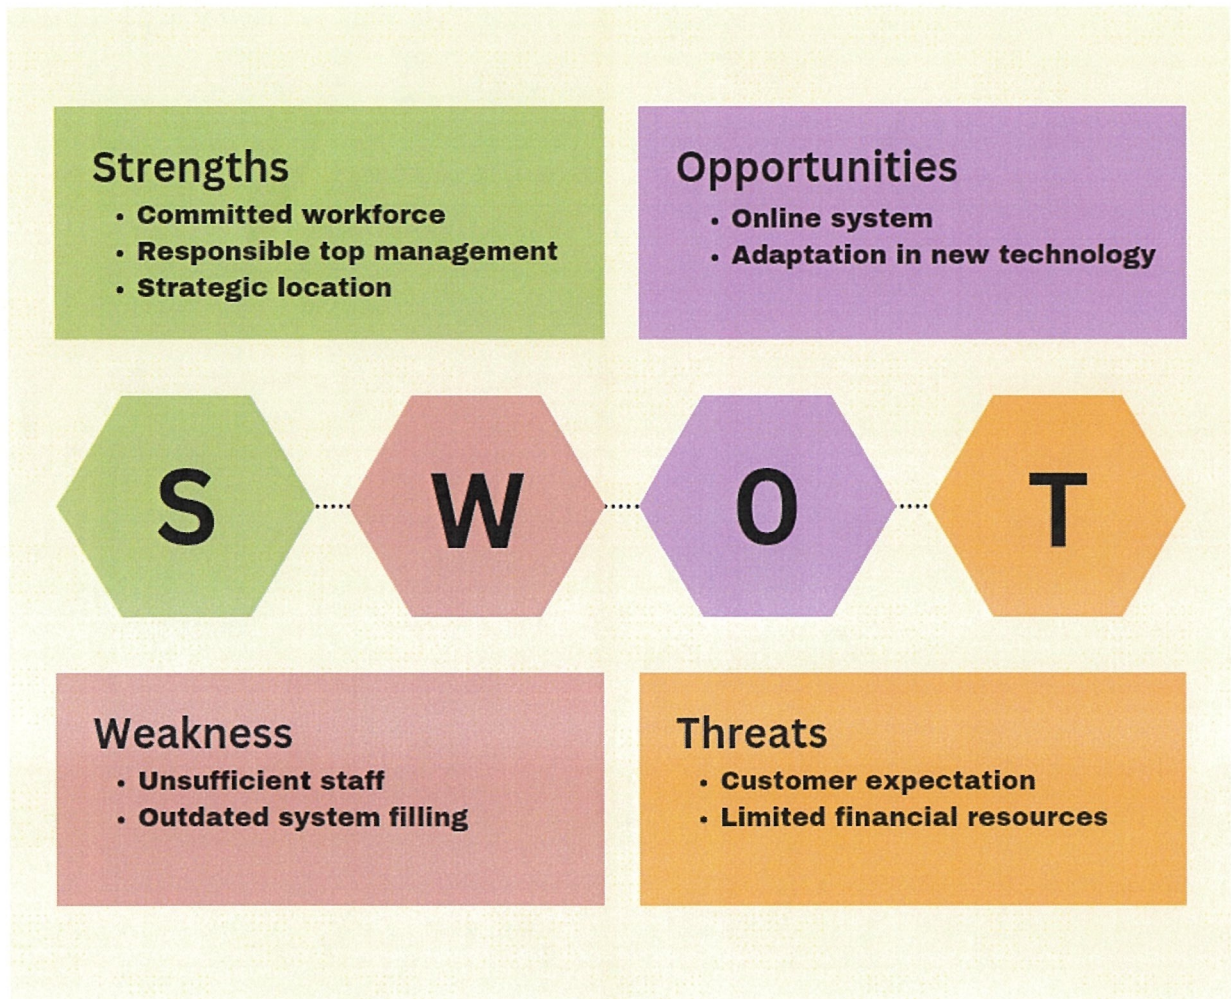 Strengths
• Committed workforce
• Responsible top management
• Strategic location
Opportunities
• Online system
• Adaptation in new technology
S W O T
Weakness
• Unsufficient staff
• Outdated system filling
Threats
• Customer expectation
• Limited financial resources